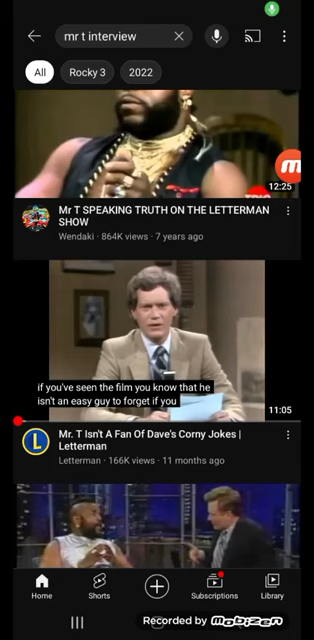 mr t interview
All
Rocky 3
2022
12:25
Mr T SPEAKING TRUTH ON THE LETTERMAN
SHOW
Wendaki · 864K views · 7 years ago
if you've seen the film you know that he
isn't an easy guy to forget if you
11:05
L
Mr. T Isn't A Fan Of Dave's Corny Jokes |
Letterman
Letterman · 166K views · 11 months ago
Home
Shorts
Subscriptions
Library
Recorded by mobizen